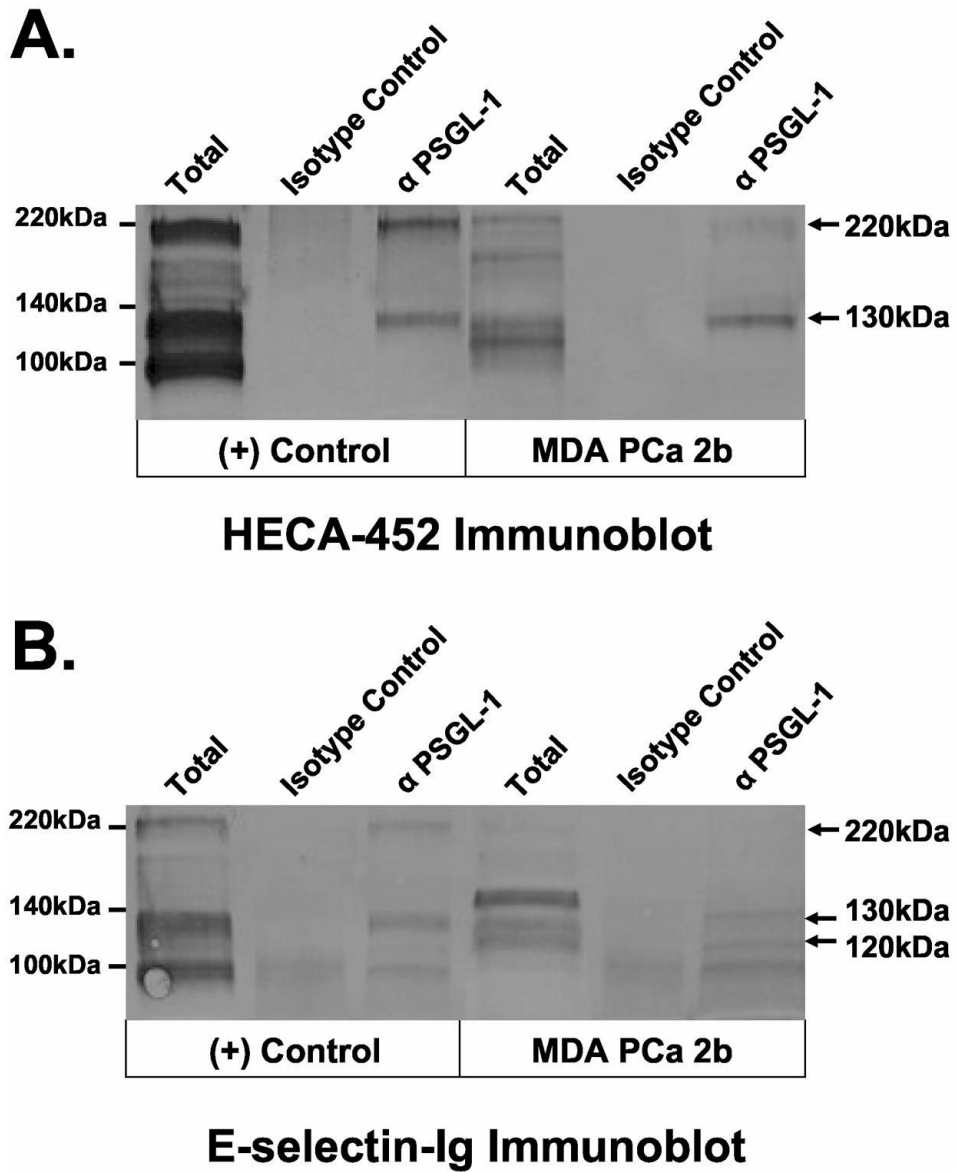 A.
Total
Isotype Control
α PSGL-1
Total
Isotype Control
α PSGL-1
220kDa
140kDa
100kDa
220kDa
130kDa
(+) Control
MDA PCa 2b
HECA-452 Immunoblot
B.
Total
Isotype Control
α PSGL-1
Total
Isotype Control
α PSGL-1
220kDa
140kDa
100kDa
220kDa
130kDa
120kDa
(+) Control
MDA PCa 2b
E-selectin-Ig Immunoblot